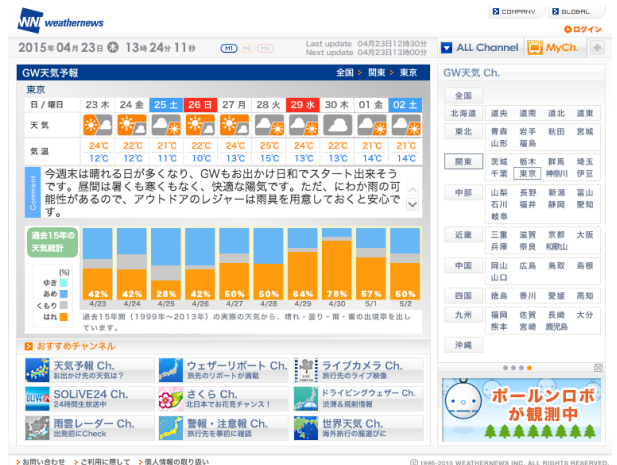 weathernews
COMPANY
GLOBAL
ログイン
2015年04月23日 木 13時24分11秒
M1 M2 M3
Last update 04月23日12時30分
Next update 04月23日13時00分
ALL Channel
MyCh.
GW天気予報
全国 > 関東 > 東京
東京
日 / 曜日 23 木 24 金 25 土 26 日 27 月 28 火 29 水 30 木 01 金 02 土
天気
気温 24℃ 22℃ 21℃ 22℃ 24℃ 25℃ 24℃ 22℃ 21℃ 21℃
12℃ 12℃ 11℃ 10℃ 13℃ 15℃ 13℃ 13℃ 14℃ 14℃
Comment
今週末は晴れる日が多くなり、GWもお出かけ日和でスタート出来そう
です。昼間は暑くも寒くもなく、快適な陽気です。ただ、にわか雨の可
能性があるので、アウトドアのレジャーは雨具を用意しておくと安心で
す。
過去15年の
天気統計
(%)
ゆき
あめ
くもり
はれ
42% 42% 28% 42% 50% 50% 64% 78% 57% 50%
4/23 4/24 4/25 4/26 4/27 4/28 4/29 4/30 5/1 5/2
過去15年間（1999年～2013年）の実際の天気から、晴れ・曇り・雨・雪の出現率を出し
ています。
おすすめチャンネル
天気予報 Ch.
お出かけ先の天気は？
ウェザーリポート Ch.
旅先のリポートが満載
ライブカメラ Ch.
旅行先のライブ映像
SOLiVE24 Ch.
24時間生放送中
さくら Ch.
北日本でお花見チャンス！
ドライビングウェザー Ch.
渋滞&規制情報
雨雲レーダー Ch.
出発前にCheck
警報・注意報 Ch.
旅行先を事前に確認
世界天気 Ch.
海外旅行の服選びに
GW天気 Ch.
全国
北海道 道央 道南 道北 道東
東北 青森 岩手 秋田 宮城
山形 福島
関東 茨城 栃木 群馬 埼玉
千葉 東京 神奈川 伊豆
中部 山梨 長野 新潟 富山
石川 福井 静岡 愛知
岐阜
近畿 三重 滋賀 京都 大阪
兵庫 奈良 和歌山
中国 岡山 広島 鳥取 島根
山口
四国 徳島 香川 愛媛 高知
九州 福岡 佐賀 長崎 大分
熊本 宮崎 鹿児島
沖縄
ポールンロボ
が観測中
お問い合わせ
ご利用に際して
個人情報の取り扱い
© 1996-2015 WEATHERNEWS INC. ALL RIGHTS RESERVED.